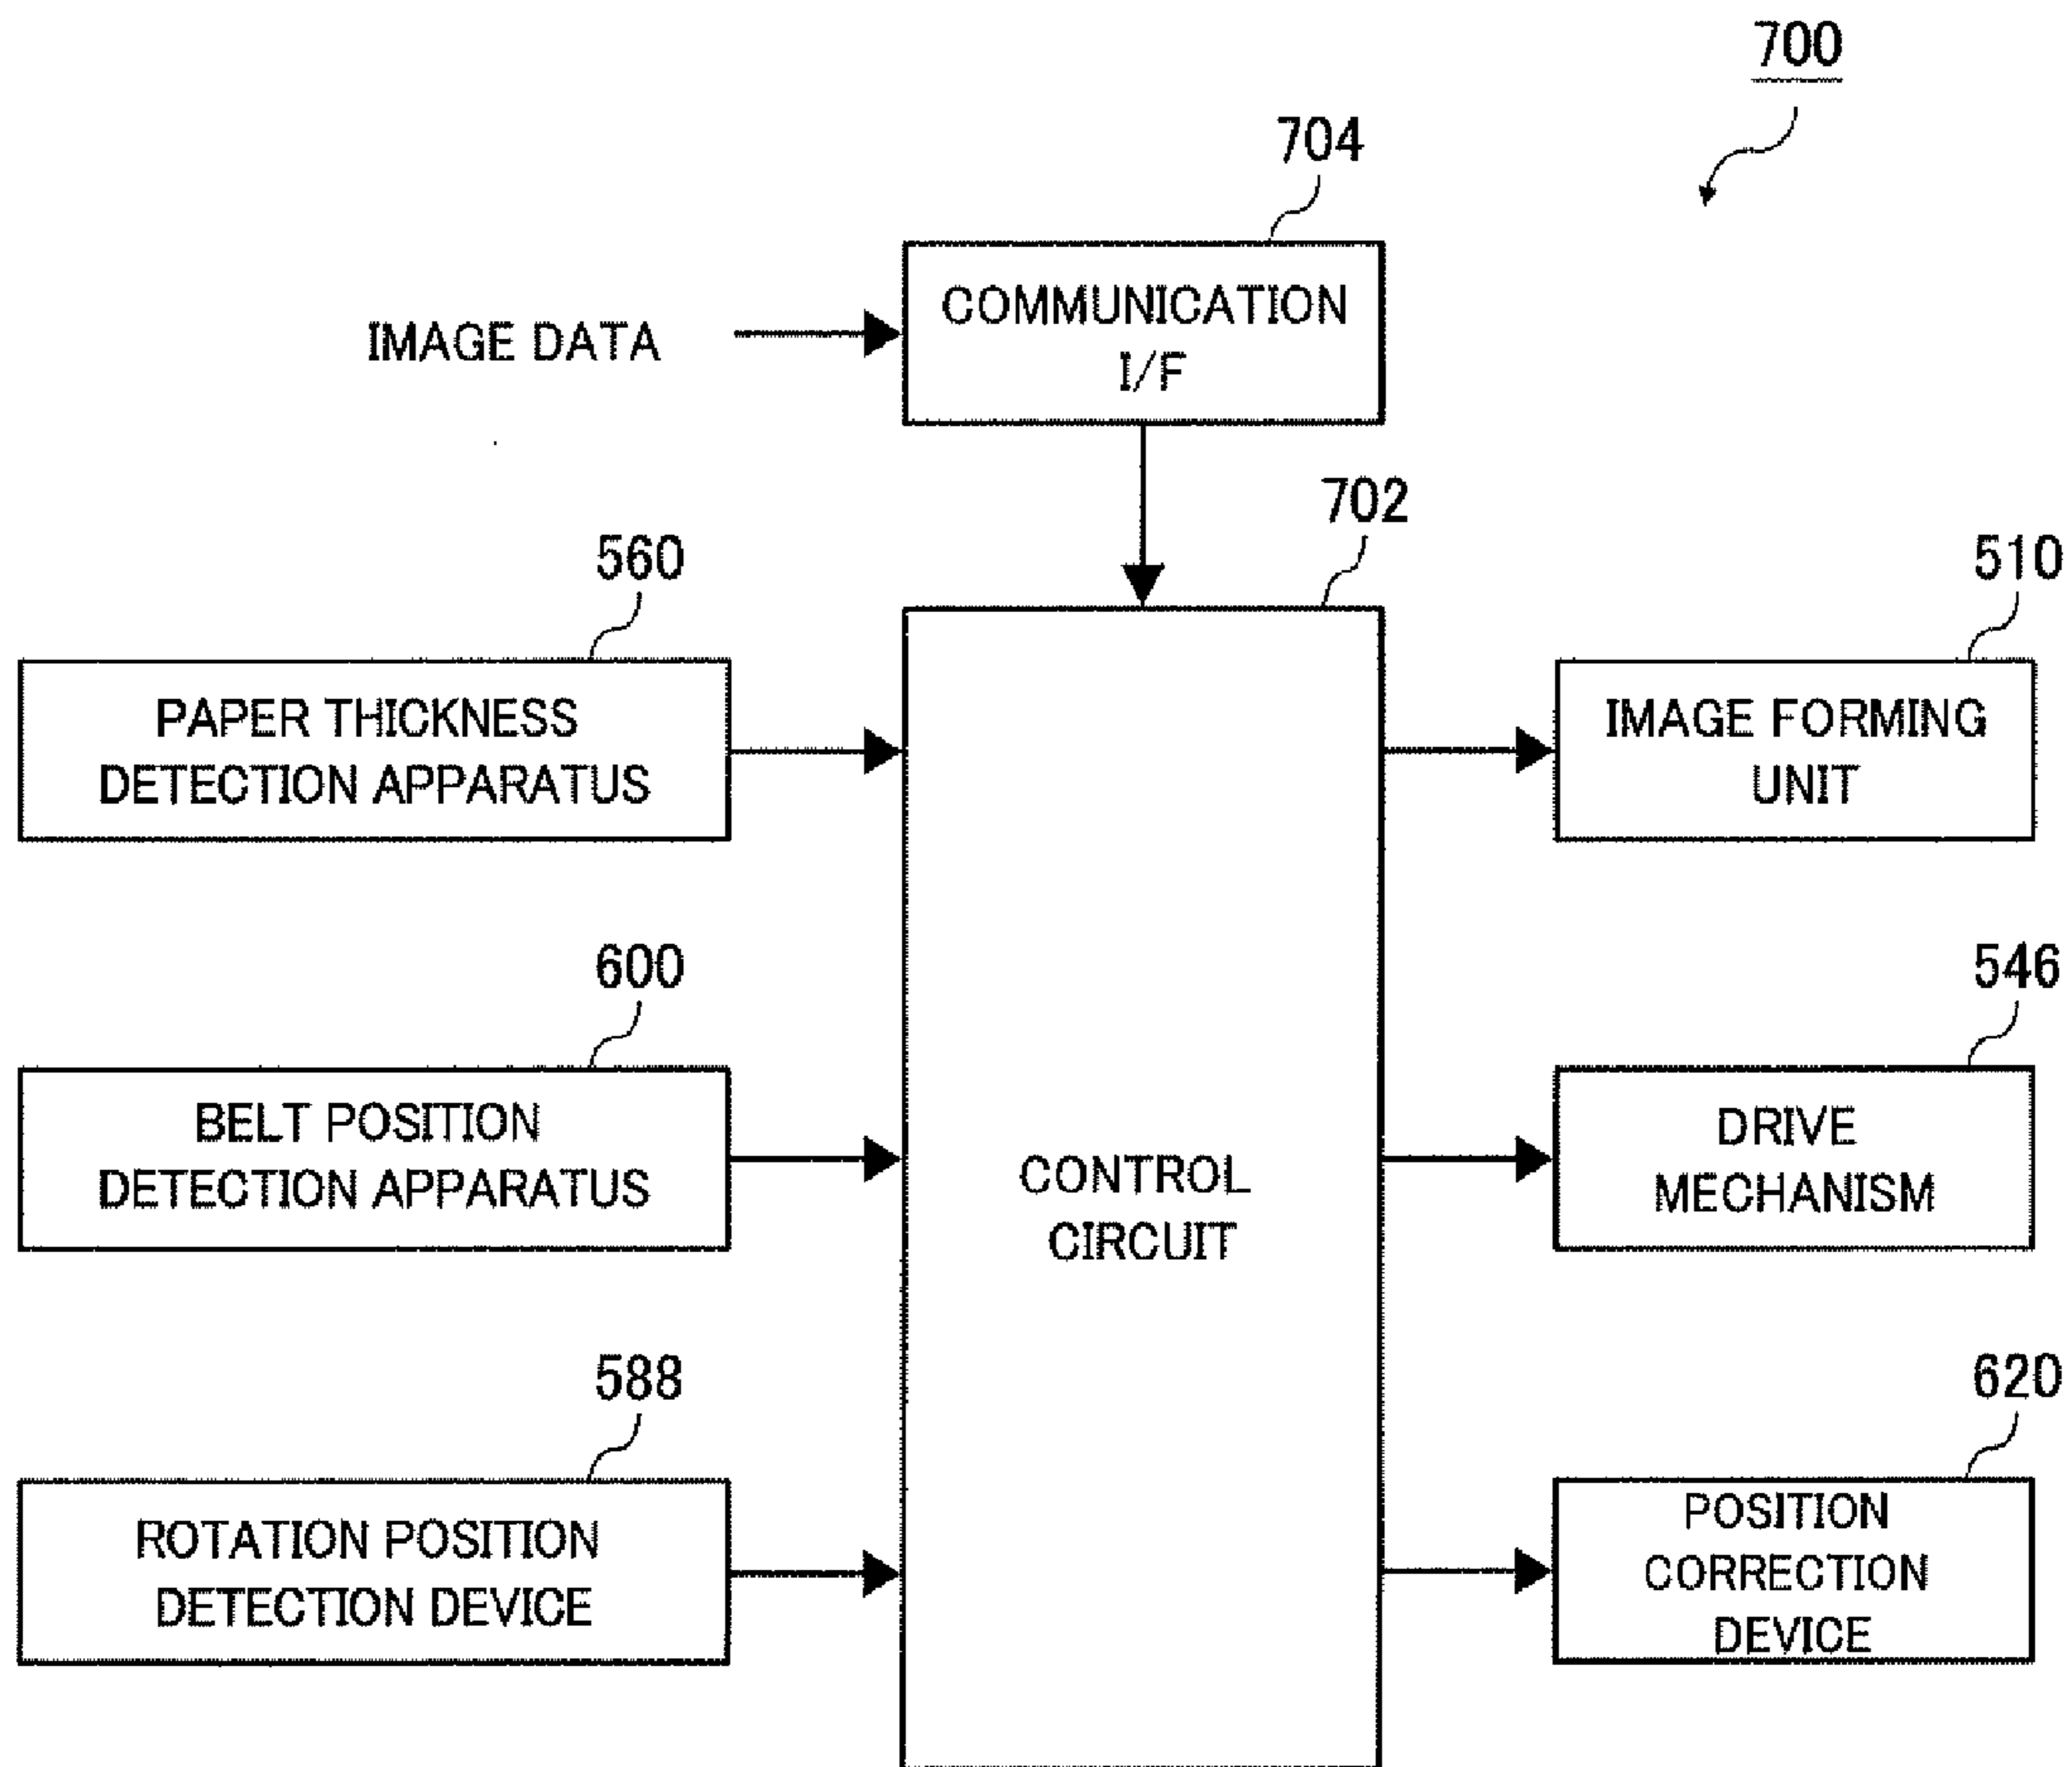 700
704
IMAGE DATA
COMMUNICATION
I/F
702
560
510
PAPER THICKNESS
DETECTION APPARATUS
IMAGE FORMING
UNIT
600
546
BELT POSITION
DETECTION APPARATUS
CONTROL
CIRCUIT
DRIVE
MECHANISM
588
620
ROTATION POSITION
DETECTION DEVICE
POSITION
CORRECTION
DEVICE